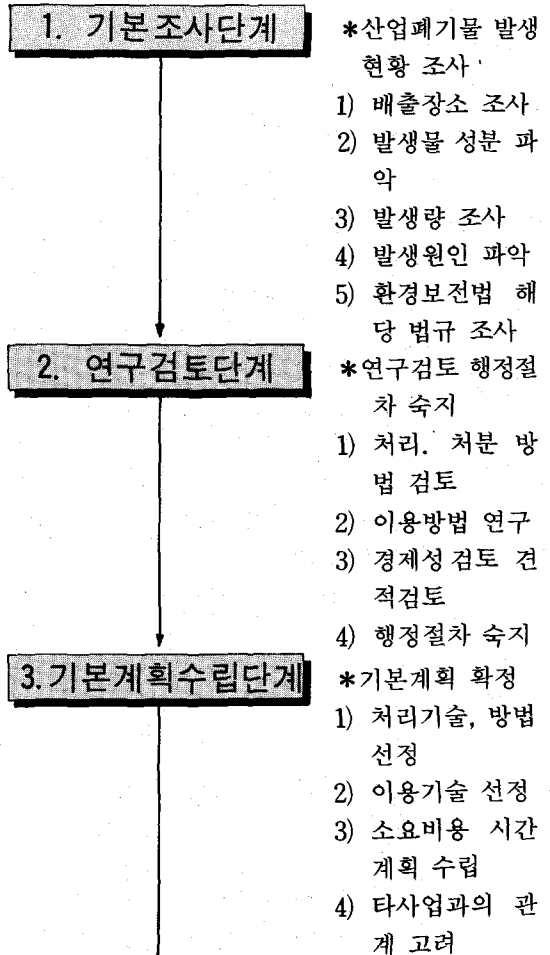 1. 기본조사단계
*산업폐기물 발생
현황 조사
1) 배출장소 조사
2) 발생물 성분 파
악
3) 발생량 조사
4) 발생원인 파악
5) 환경보전법 해
당 법규 조사
2. 연구검토단계
*연구검토 행정절
차 숙지
1) 처리. 처분 방
법 검토
2) 이용방법 연구
3) 경제성 검토 견
적검토
4) 행정절차 숙지
3.기본계획수립단계
*기본계획 확정
1) 처리기술, 방법
선정
2) 이용기술 선정
3) 소요비용 시간
계획 수립
4) 타사업과의 관
계 고려